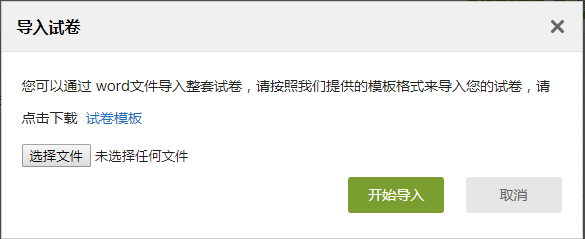 导入试卷
您可以通过 word文件导入整套试卷，请按照我们提供的模板格式来导入您的试卷，请
点击下载 试卷模板
选择文件 未选择任何文件
开始导入 取消